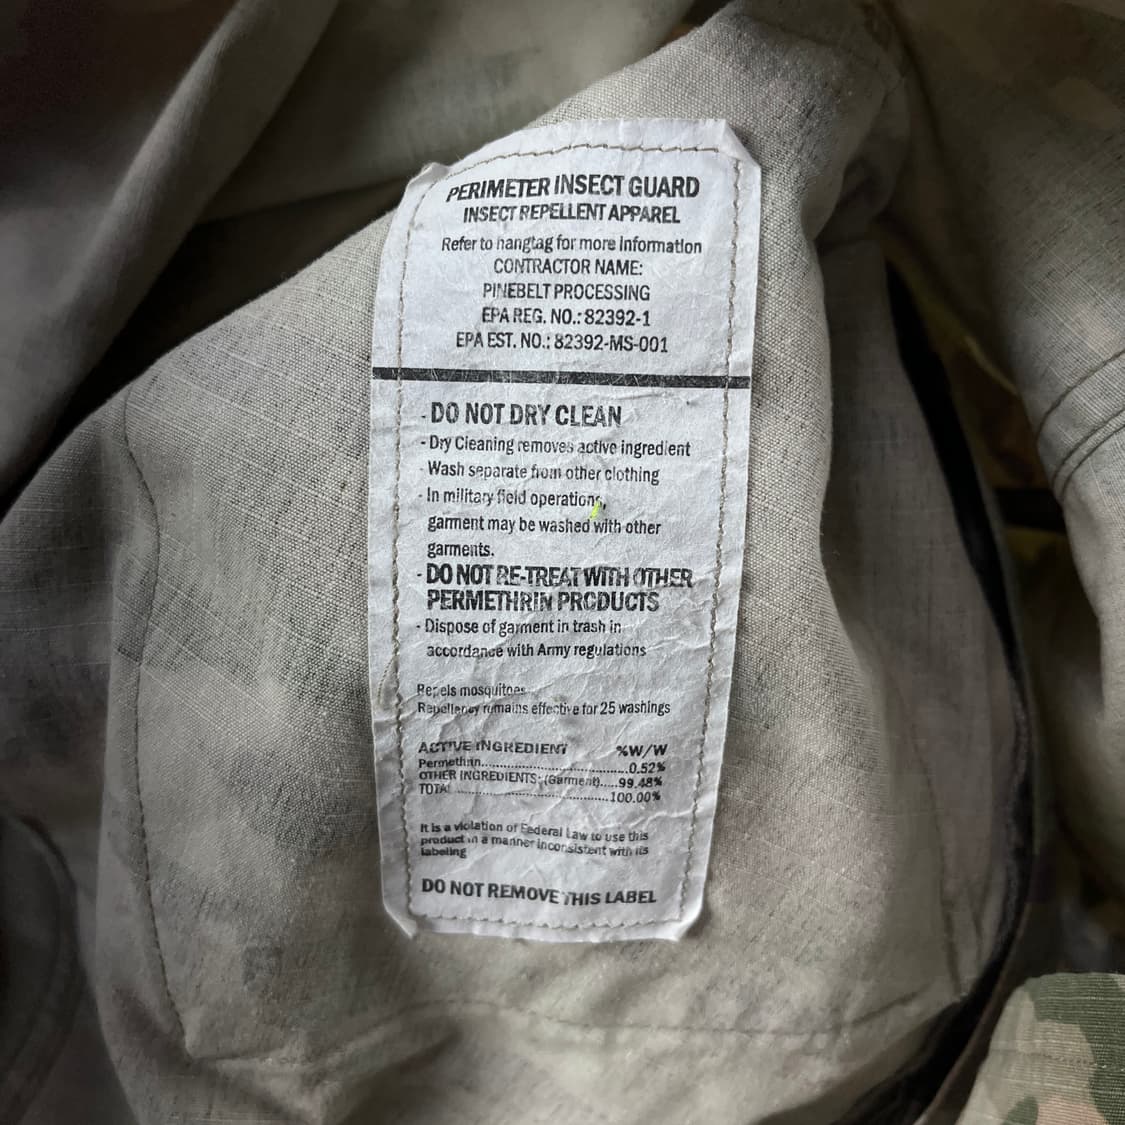 PERIMETER INSECT GUARD
INSECT REPELLENT APPAREL
Refer to hangtag for more information
CONTRACTOR NAME:
PINEBELT PROCESSING
EPA REG. NO.: 82392-1
EPA EST. NO.: 82392-MS-001
- DO NOT DRY CLEAN
- Dry Cleaning removes active ingredient
- Wash separate from other clothing
- In military field operations,
garment may be washed with other
garments.
- DO NOT RE-TREAT WITH OTHER
PERMETHRIN PRODUCTS
- Dispose of garment in trash in
accordance with Army regulations
Repels mosquitoes
Repellency remains effective for 25 washings
ACTIVE INGREDIENT %W/W
Permethrin..............................0.52%
OTHER INGREDIENTS: (Garment).....99.48%
TOTAL ................................100.00%
It is a violation of Federal Law to use this
product in a manner inconsistent with its
labeling
DO NOT REMOVE THIS LABEL